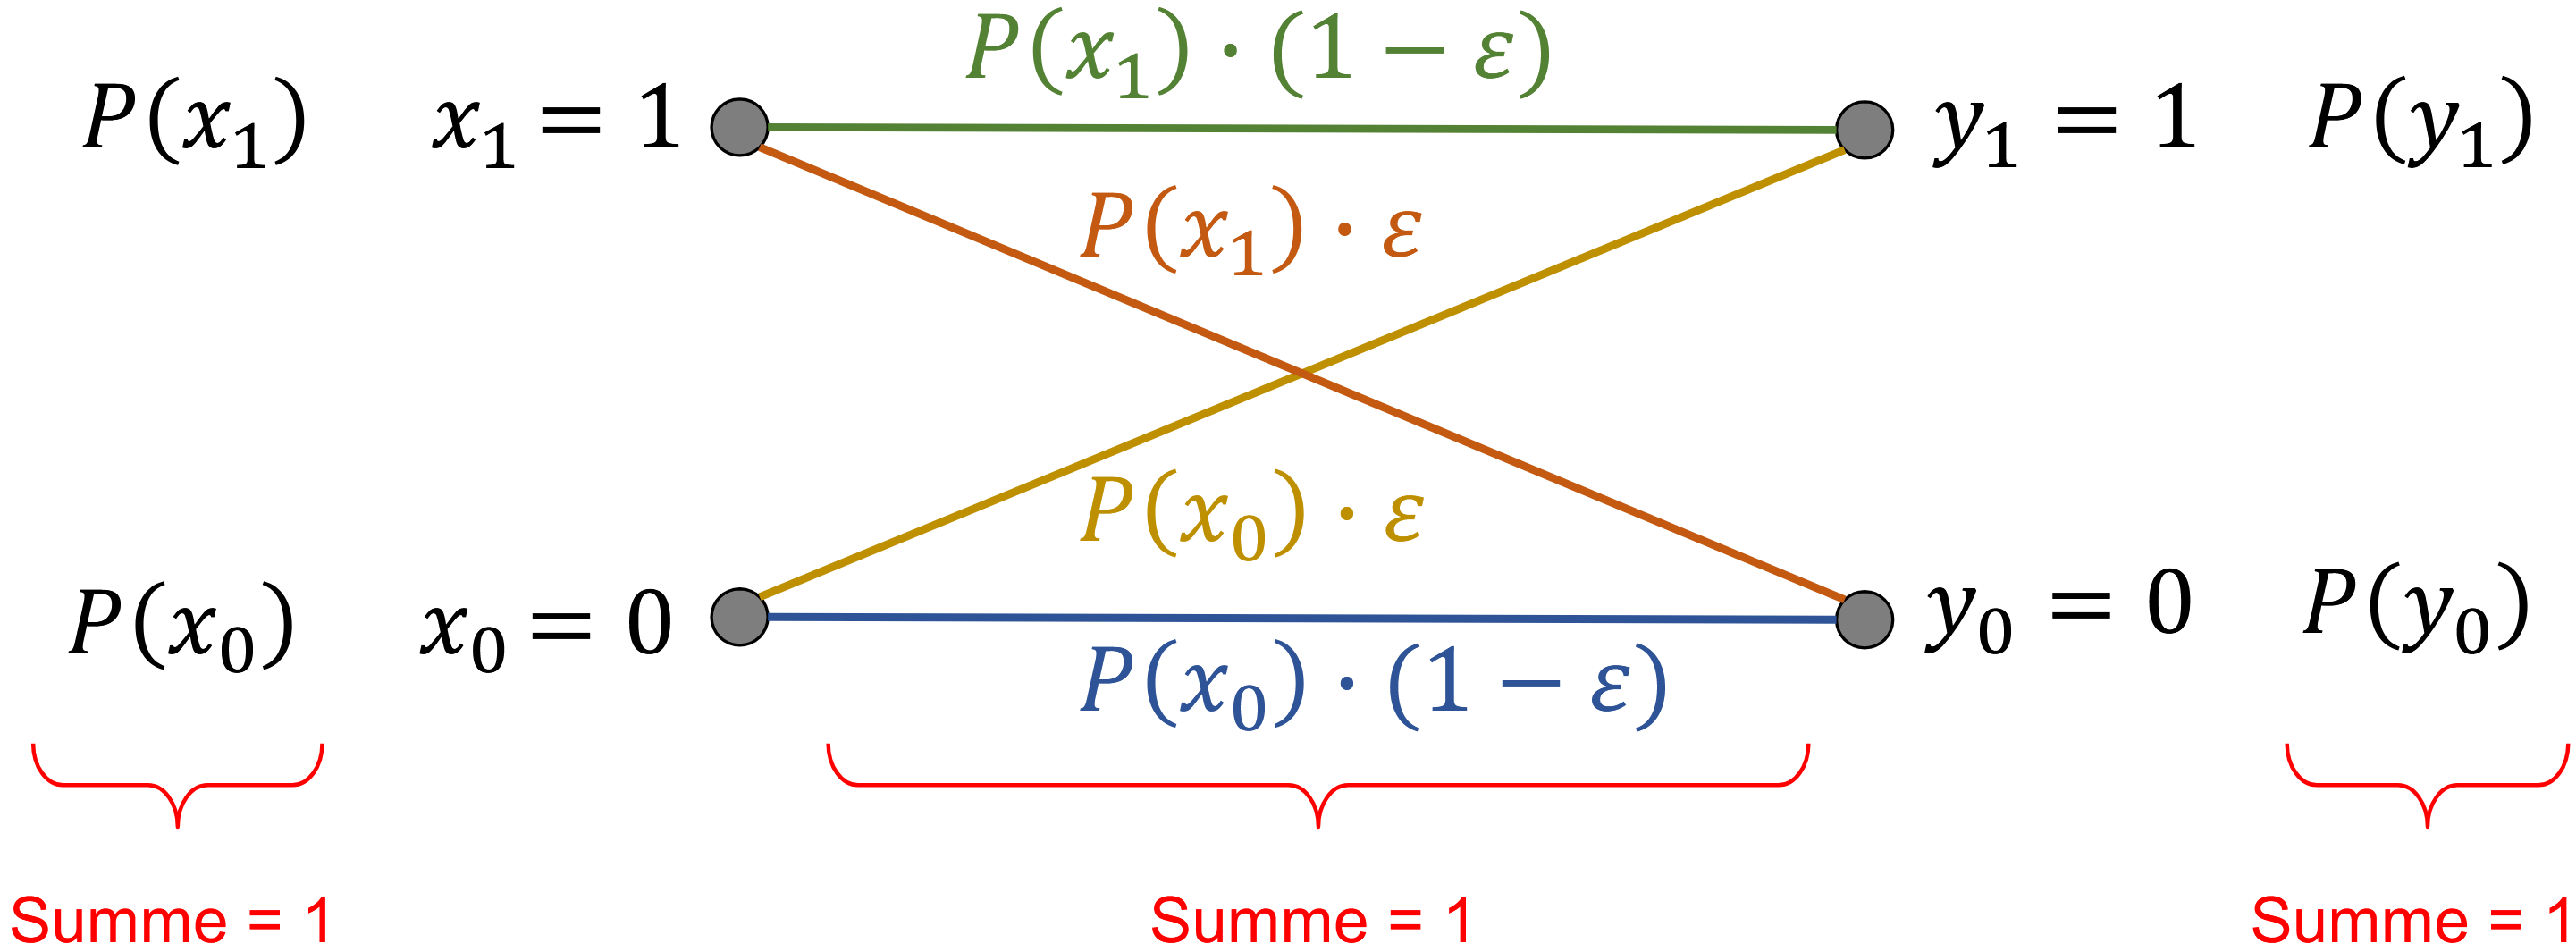 P(x₁) · (1 − ε)
P(x₁) x₁ = 1 y₁ = 1 P(y₁)
P(x₁) · ε
P(x₀) · ε
P(x₀) x₀ = 0 y₀ = 0 P(y₀)
P(x₀) · (1 − ε)
Summe = 1 Summe = 1 Summe = 1